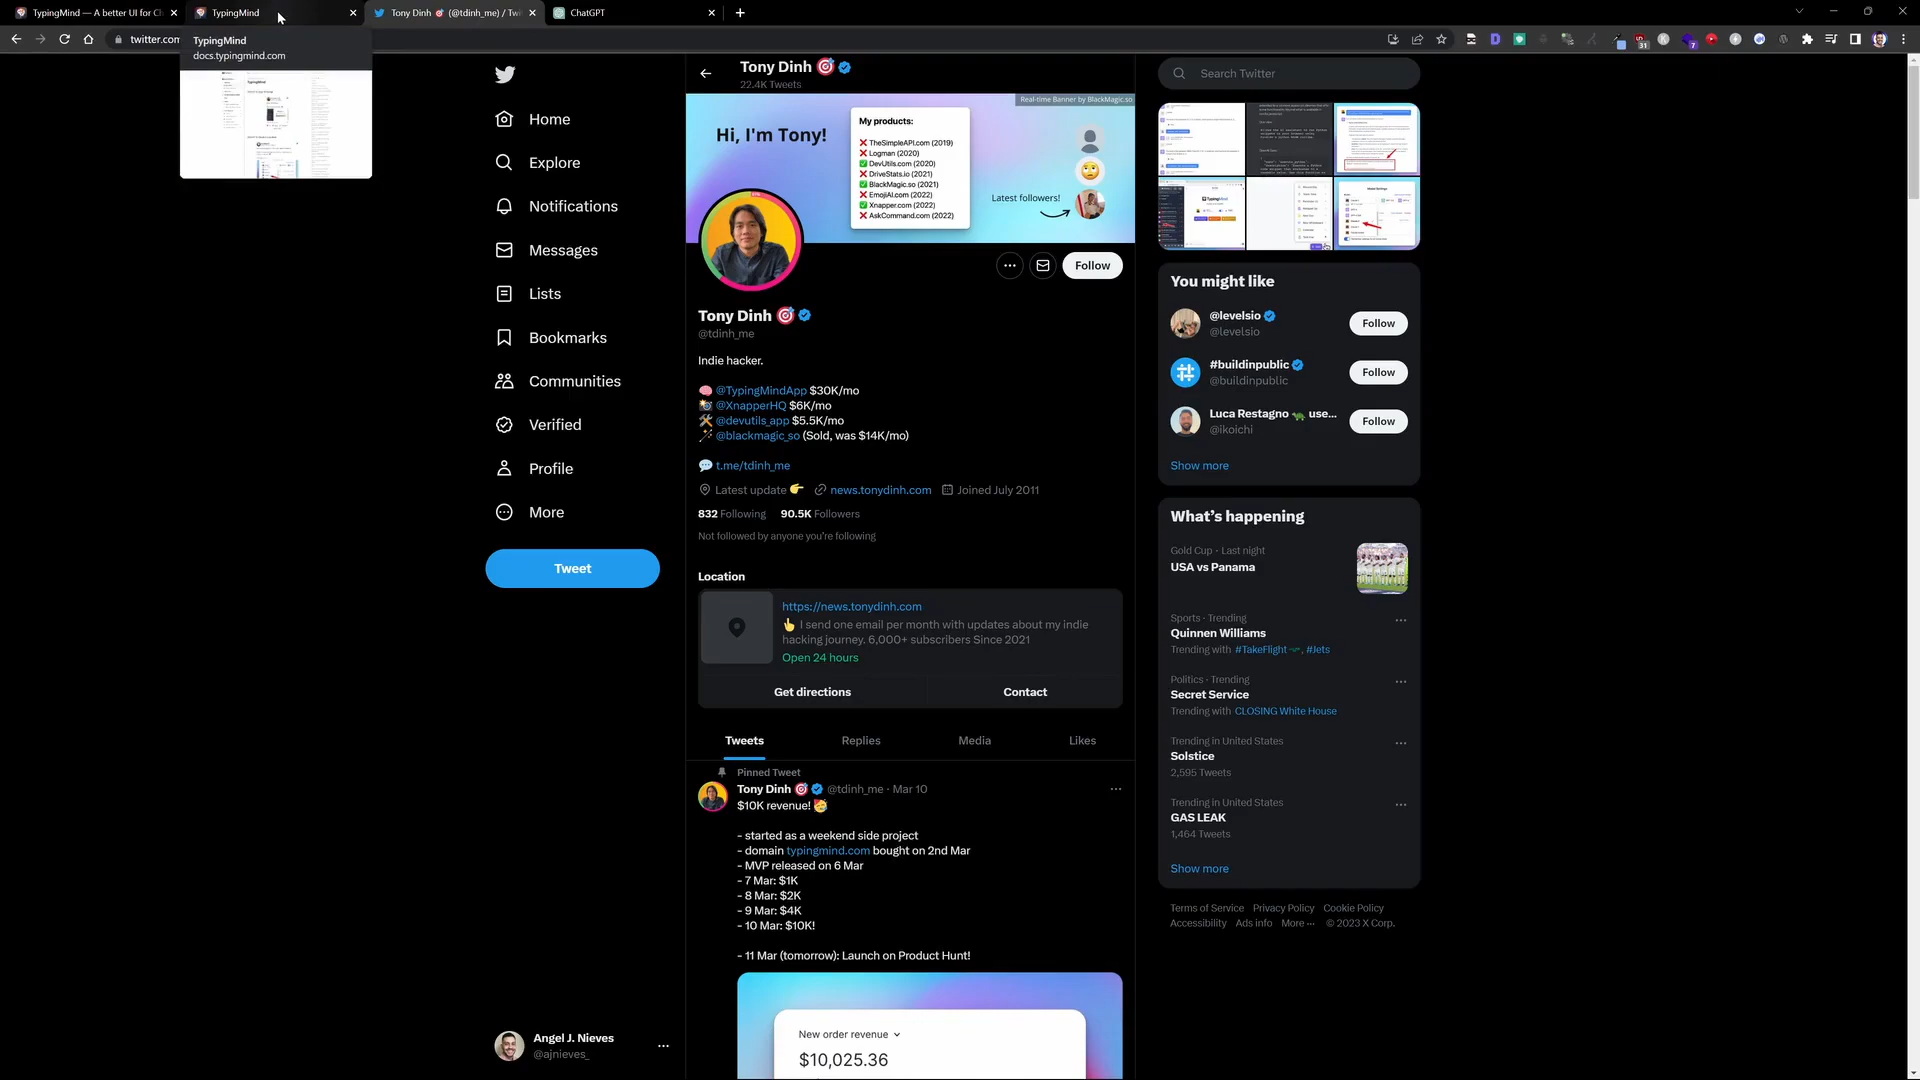 TypingMind — A better UI for Ch
TypingMind
Tony Dinh 🎯 (@tdinh_me) / Twi
ChatGPT
twitter.com
TypingMind
docs.typingmind.com
Home
Explore
Notifications
Messages
Lists
Bookmarks
Communities
Verified
Profile
More
Tweet
Angel J. Nieves
@ajnieves_
Tony Dinh 🎯
22.4K Tweets
Real-time Banner by BlackMagic.so
Hi, I'm Tony!
My products:
❌ TheSimpleAPI.com (2019)
❌ Logman (2020)
✅ DevUtils.com (2020)
❌ DriveStats.io (2021)
✅ BlackMagic.so (2021)
❌ EmojiAI.com (2022)
✅ Xnapper.com (2022)
❌ AskCommand.com (2022)
Latest followers!
Follow
Tony Dinh 🎯
@tdinh_me
Indie hacker.
🧠 @TypingMindApp $30K/mo
📸 @XnapperHQ $6K/mo
🛠 @devutils_app $5.5K/mo
🪄 @blackmagic_so (Sold, was $14K/mo)
💬 t.me/tdinh_me
Latest update 👉 news.tonydinh.com Joined July 2011
832 Following 90.5K Followers
Not followed by anyone you're following
Location
https://news.tonydinh.com
👆 I send one email per month with updates about my indie
hacking journey. 6,000+ subscribers Since 2021
Open 24 hours
Get directions Contact
Tweets Replies Media Likes
Pinned Tweet
Tony Dinh 🎯 @tdinh_me · Mar 10
$10K revenue! 🥳
- started as a weekend side project
- domain typingmind.com bought on 2nd Mar
- MVP released on 6 Mar
- 7 Mar: $1K
- 8 Mar: $2K
- 9 Mar: $4K
- 10 Mar: $10K!
- 11 Mar (tomorrow): Launch on Product Hunt!
New order revenue
$10,025.36
Search Twitter
You might like
@levelsio
@levelsio
Follow
#buildinpublic
@buildinpublic
Follow
Luca Restagno 🐢 use...
@ikoichi
Follow
Show more
What's happening
Gold Cup · Last night
USA vs Panama
Sports · Trending
Quinnen Williams
Trending with #TakeFlight, #Jets
Politics · Trending
Secret Service
Trending with CLOSING White House
Trending in United States
Solstice
2,595 Tweets
Trending in United States
GAS LEAK
1,464 Tweets
Show more
Terms of Service Privacy Policy Cookie Policy
Accessibility Ads info More ··· © 2023 X Corp.